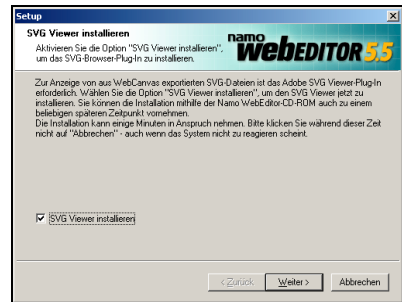 Setup
SVG Viewer installieren
Aktivieren Sie die Option "SVG Viewer installieren",
um das SVG-Browser-Plug-In zu installieren.
namo
WebEDITOR 5.5
Zur Anzeige von aus WebCanvas exportierten SVG-Dateien ist das Adobe SVG Viewer-Plug-In
erforderlich. Wählen Sie die Option "SVG Viewer installieren", um den SVG Viewer jetzt zu
installieren. Sie können die Installation mithilfe der Namo WebEditor-CD-ROM auch zu einem
beliebigen späteren Zeitpunkt vornehmen.
Die Installation kann einige Minuten in Anspruch nehmen. Bitte klicken Sie während dieser Zeit
nicht auf "Abbrechen" - auch wenn das System nicht zu reagieren scheint.
SVG Viewer installieren
< Zurück
Weiter >
Abbrechen